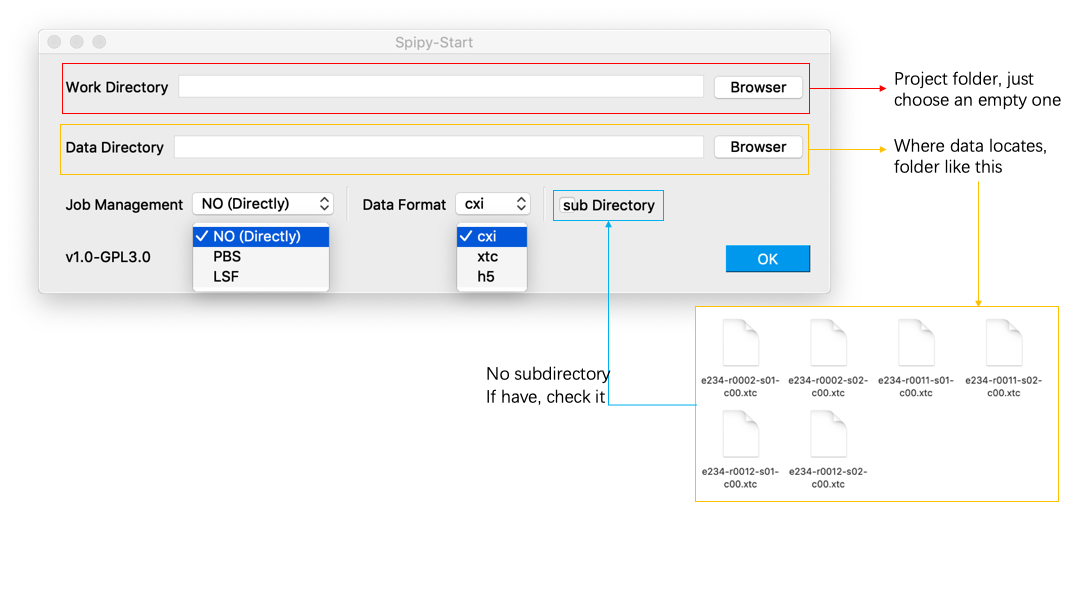 Spipy-Start
Work Directory
Browser
Project folder, just
choose an empty one
Data Directory
Browser
Where data locates,
folder like this
Job Management
NO (Directly)
Data Format
cxi
sub Directory
NO (Directly)
PBS
LSF
cxi
xtc
h5
v1.0-GPL3.0
OK
No subdirectory
If have, check it
e234-r0002-s01-
c00.xtc
e234-r0002-s02-
c00.xtc
e234-r0011-s01-
c00.xtc
e234-r0011-s02-
c00.xtc
e234-r0012-s01-
c00.xtc
e234-r0012-s02-
c00.xtc